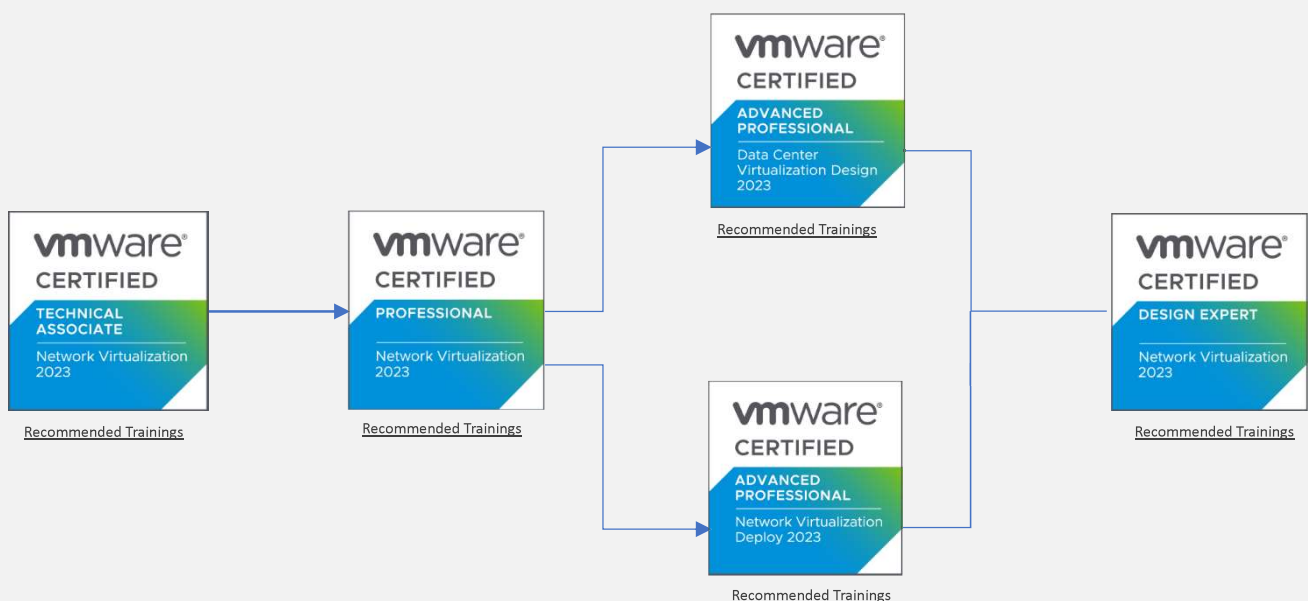 vmware®
CERTIFIED
TECHNICAL
ASSOCIATE
Network Virtualization
2023
Recommended Trainings
vmware®
CERTIFIED
PROFESSIONAL
Network Virtualization
2023
Recommended Trainings
vmware®
CERTIFIED
ADVANCED
PROFESSIONAL
Data Center
Virtualization Design
2023
Recommended Trainings
vmware®
CERTIFIED
ADVANCED
PROFESSIONAL
Network Virtualization
Deploy 2023
Recommended Trainings
vmware®
CERTIFIED
DESIGN EXPERT
Network Virtualization
2023
Recommended Trainings